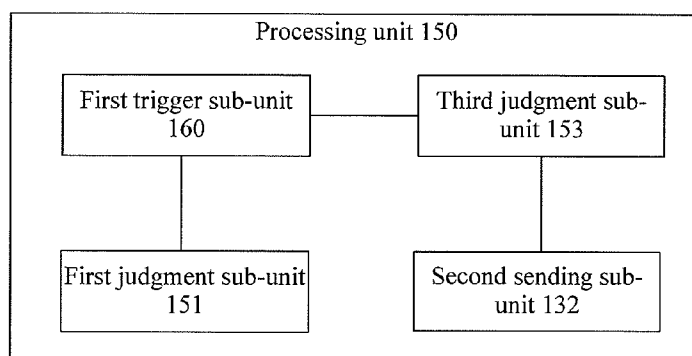 Processing unit 150
First trigger sub-unit
160
Third judgment sub-
unit 153
First judgment sub-unit
151
Second sending sub-
unit 132